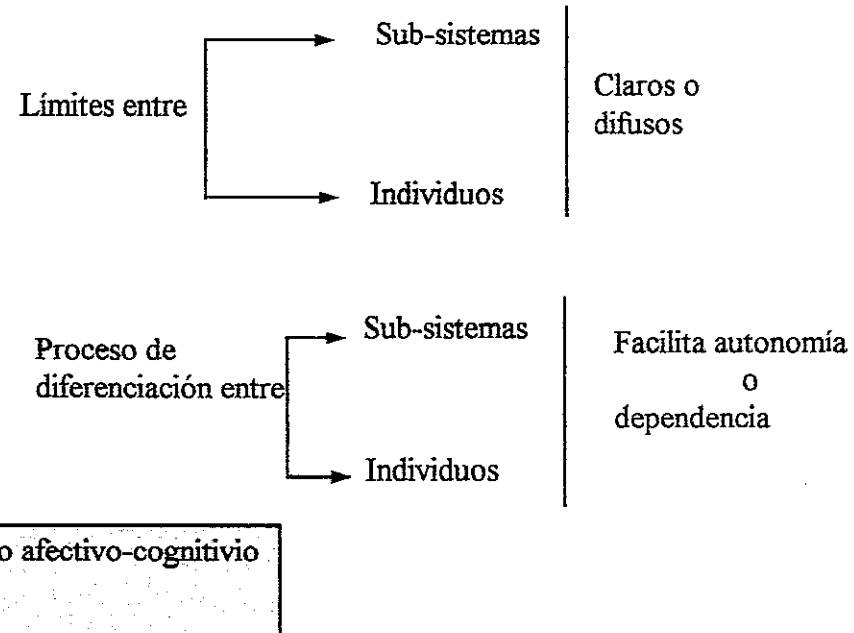 Sub-sistemas
Límites entre
Claros o
difusos
Individuos
Sub-sistemas
Proceso de
diferenciación entre
Facilita autonomía
o
dependencia
Individuos
o afectivo-cognitivio